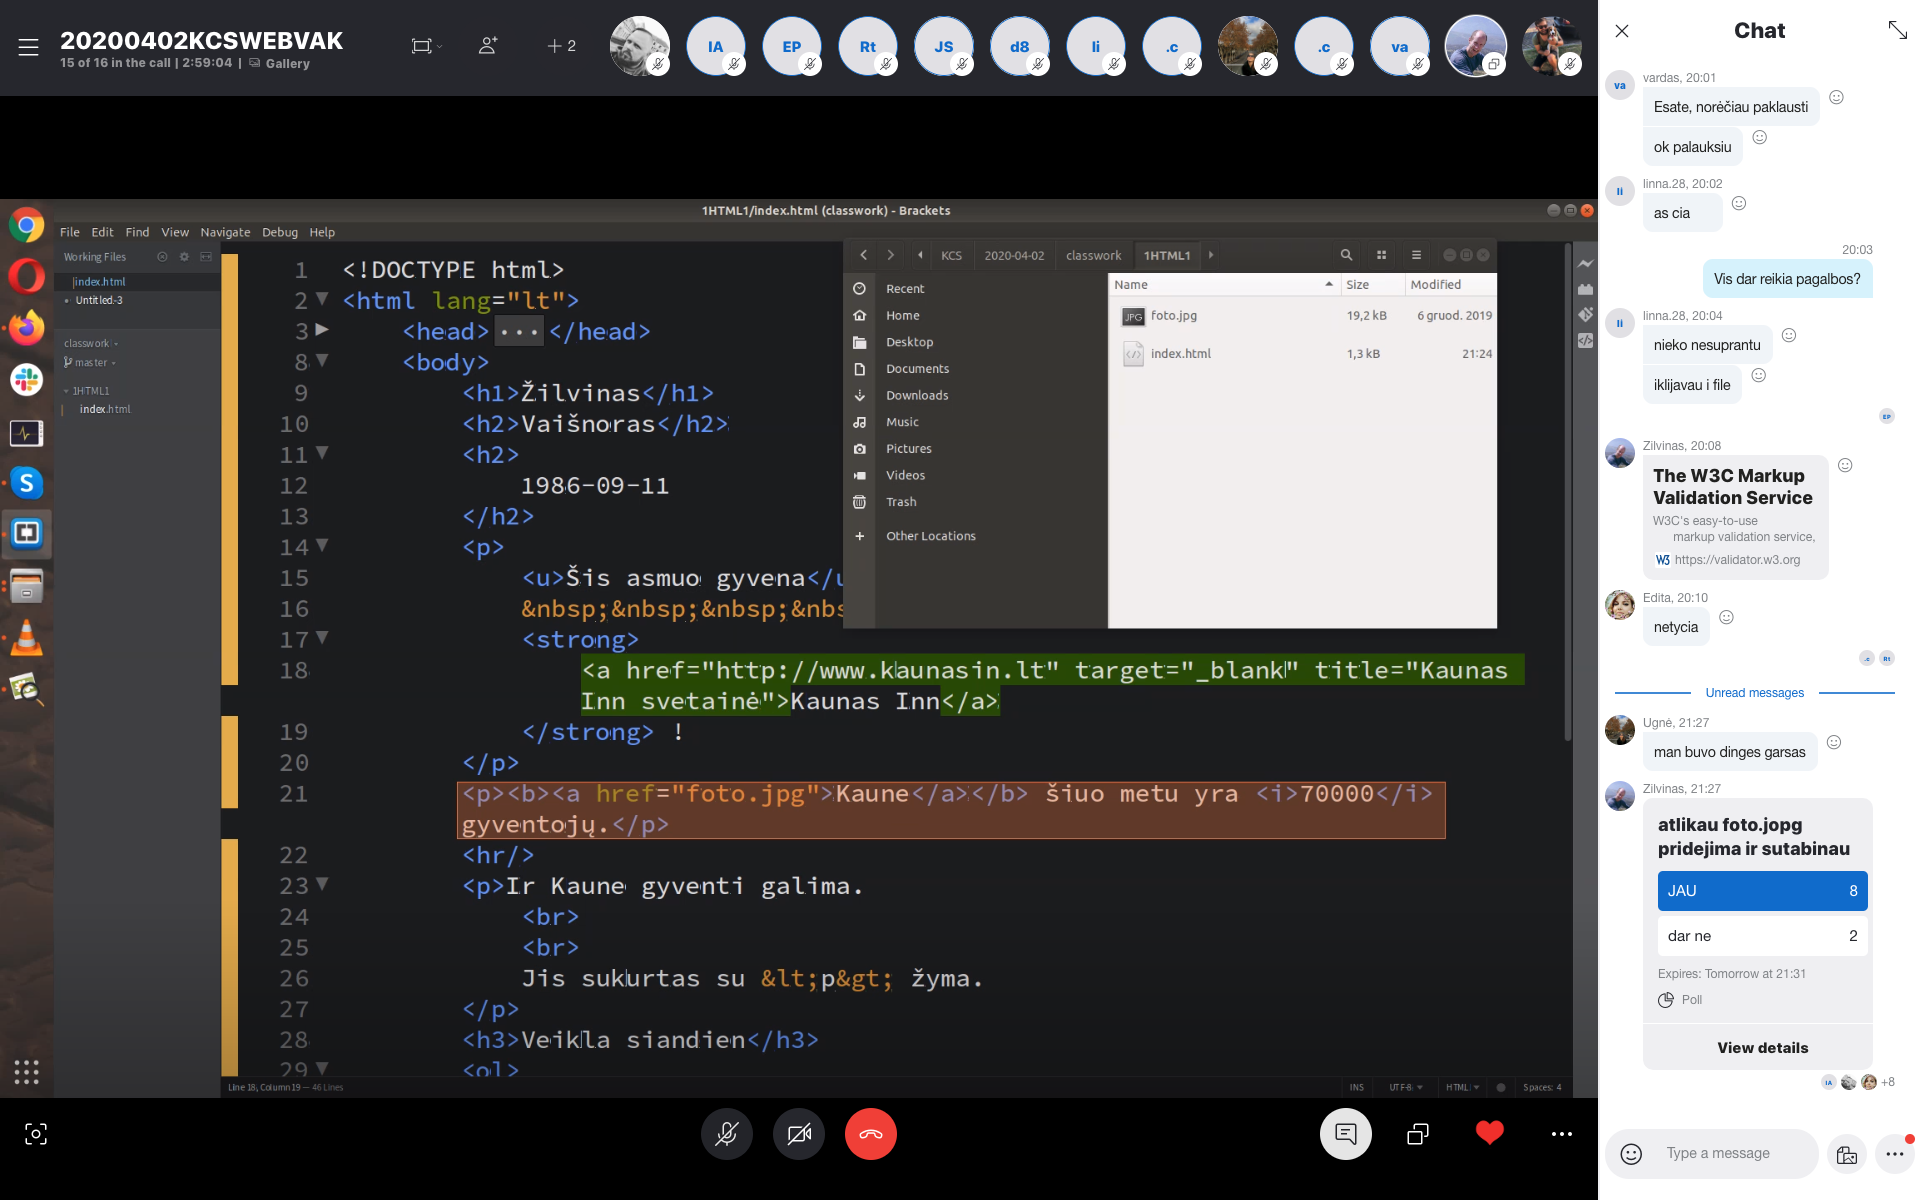 20200402KCSWEBVAK
15 of 16 in the call | 2:59:04 | Gallery
+ 2
IA
EP
Rt
JS
d8
li
.c
.c
va
1HTML1/index.html (classwork) - Brackets
File Edit Find View Navigate Debug Help
Working Files
index.html
Untitled-3
classwork
master
1HTML1
index.html
1 <!DOCTYPE html>
2 <html lang="lt">
3 <head>...</head>
8 <body>
9 <h1>Žilvinas</h1>
10 <h2>Vaišnoras</h2>
11 <h2>
12 1986-09-11
13 </h2>
14 <p>
15 <u>Šis asmuo gyvena</u
16 &nbsp;&nbsp;&nbsp;&nbs
17 <strong>
18 <a href="http://www.kaunasin.lt" target="_blank" title="Kaunas
Inn svetainė">Kaunas Inn</a>
19 </strong> !
20 </p>
21 <p><b><a href="foto.jpg">Kaune</a></b> šiuo metu yra <i>70000</i>
gyventojų.</p>
22 <hr/>
23 <p>Ir Kaune gyventi galima.
24 <br>
25 <br>
26 Jis sukurtas su &lt;p&gt; žyma.
27 </p>
28 <h3>Veikla siandien</h3>
29 <ol>
Line 18, Column 19 — 46 Lines
INS UTF-8 HTML Spaces: 4
KCS 2020-04-02 classwork 1HTML1
Recent
Home
Desktop
Documents
Downloads
Music
Pictures
Videos
Trash
+ Other Locations
Name Size Modified
JPG foto.jpg 19,2 kB 6 gruod. 2019
index.html 1,3 kB 21:24
Chat
va
vardas, 20:01
Esate, norėčiau paklausti
ok palauksiu
li
linna.28, 20:02
as cia
20:03
Vis dar reikia pagalbos?
li
linna.28, 20:04
nieko nesuprantu
iklijavau i file
EP
Zilvinas, 20:08
The W3C Markup
Validation Service
W3C's easy-to-use
markup validation service,
W3 https://validator.w3.org
Edita, 20:10
netycia
.c Rt
Unread messages
Ugnė, 21:27
man buvo dinges garsas
Zilvinas, 21:27
atlikau foto.jopg
pridejima ir sutabinau
JAU 8
dar ne 2
Expires: Tomorrow at 21:31
Poll
View details
IA +8
Type a message